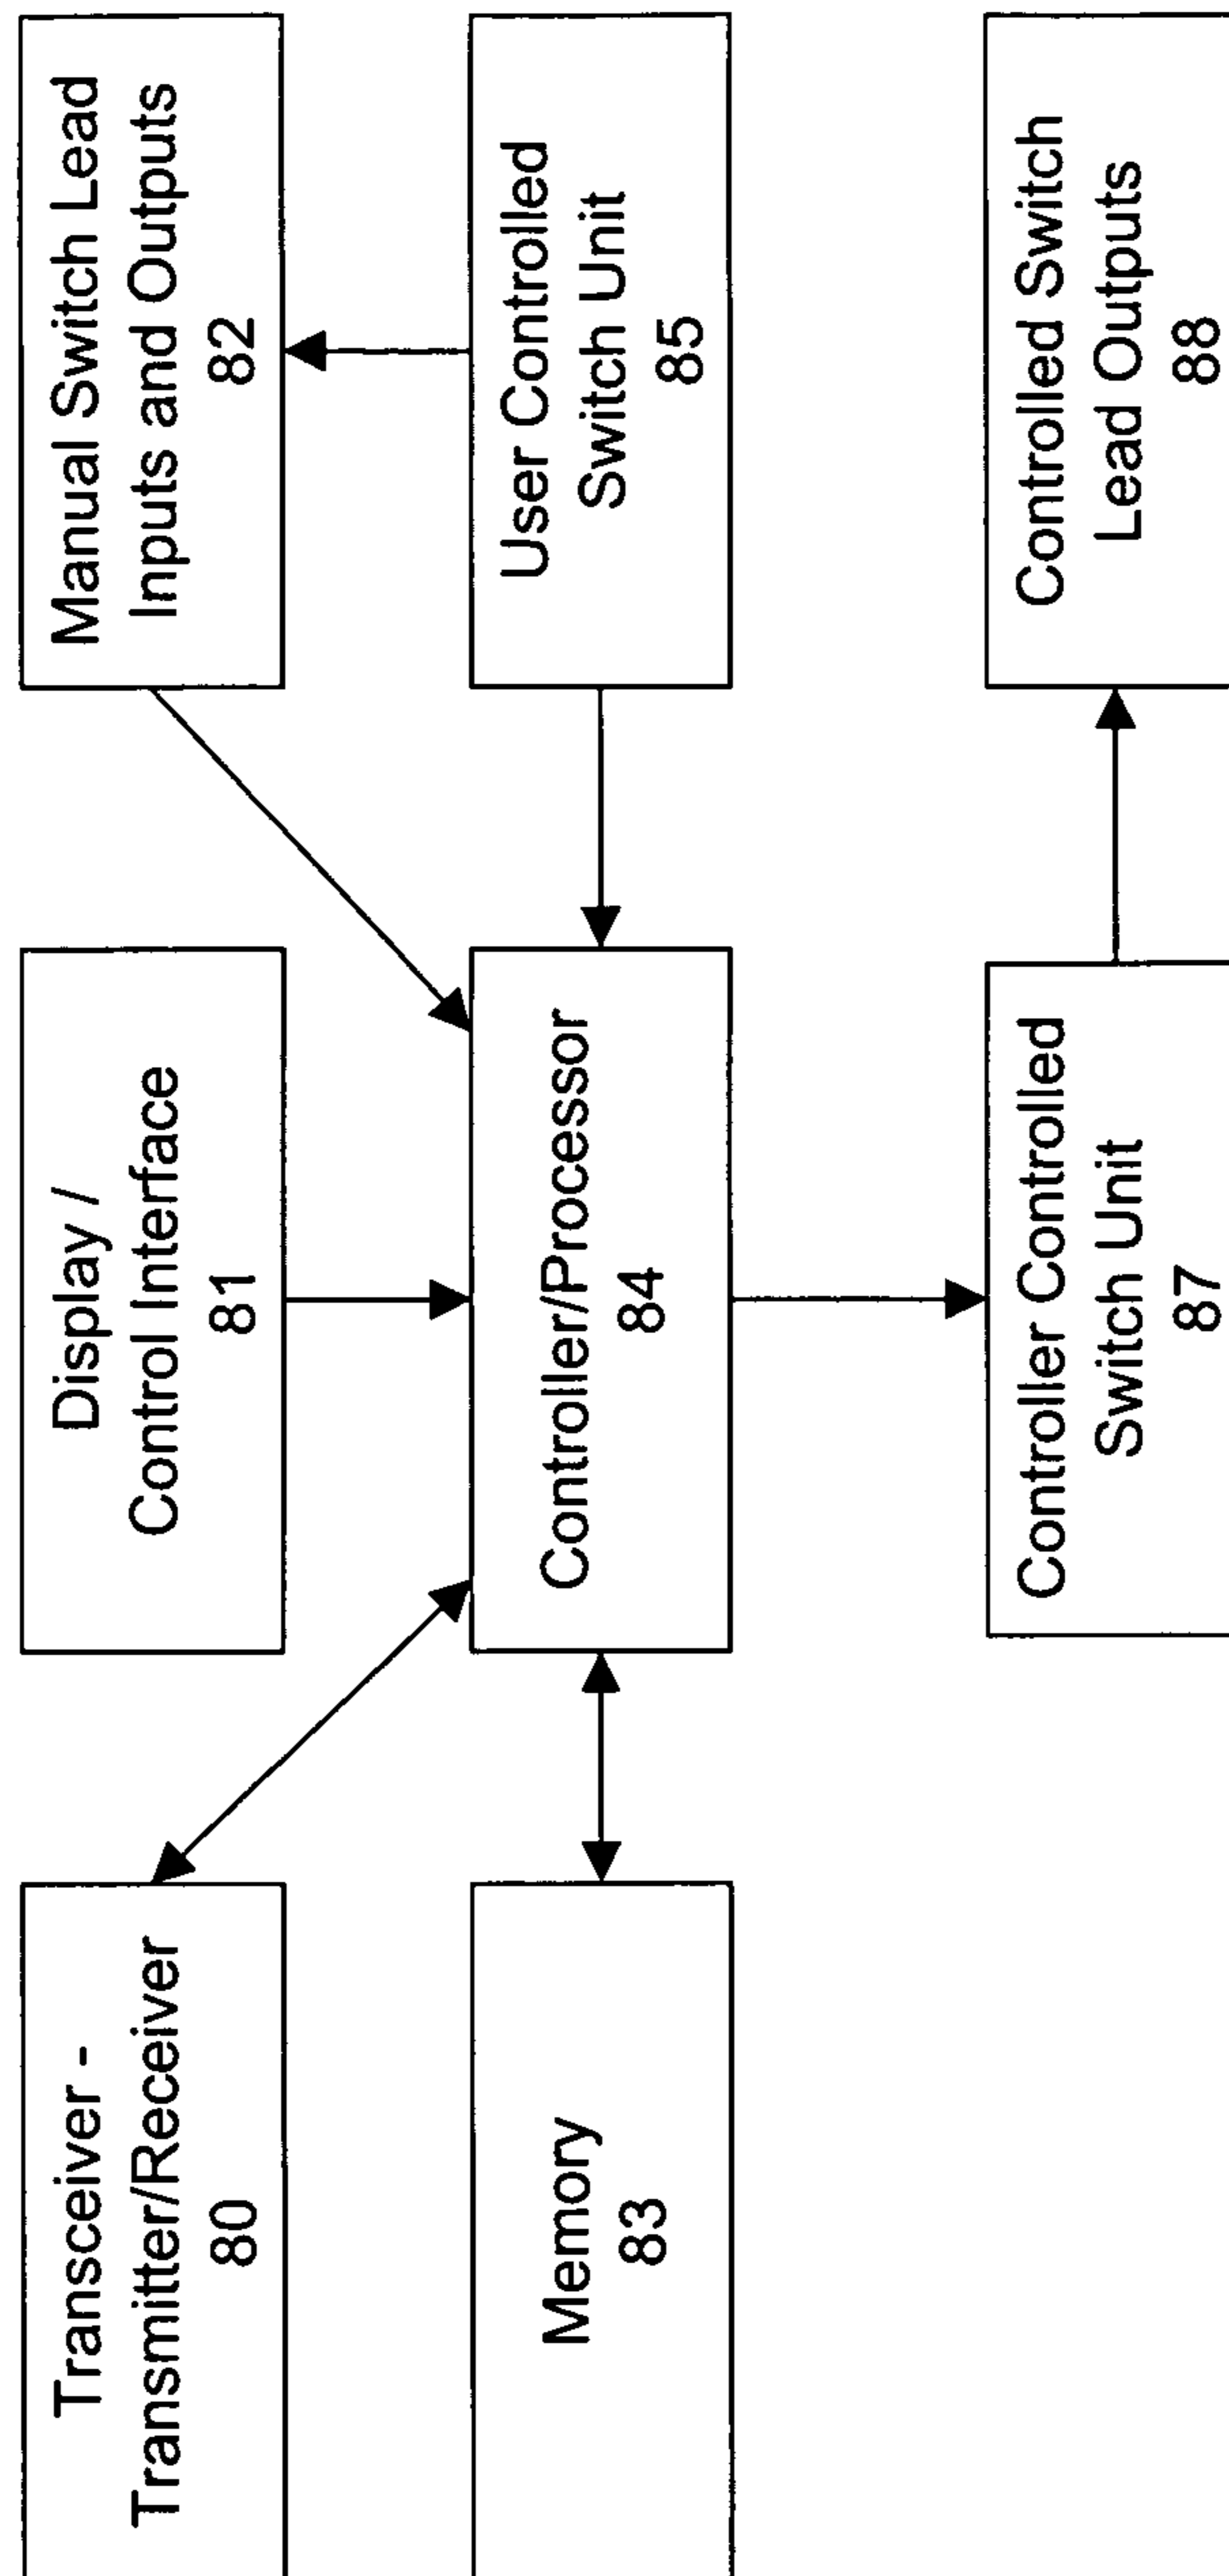 Transceiver -
Transmitter/Receiver
80
Display /
Control Interface
81
Manual Switch Lead
Inputs and Outputs
82
Memory
83
Controller/Processor
84
User Controlled
Switch Unit
85
Controller Controlled
Switch Unit
87
Controlled Switch
Lead Outputs
88